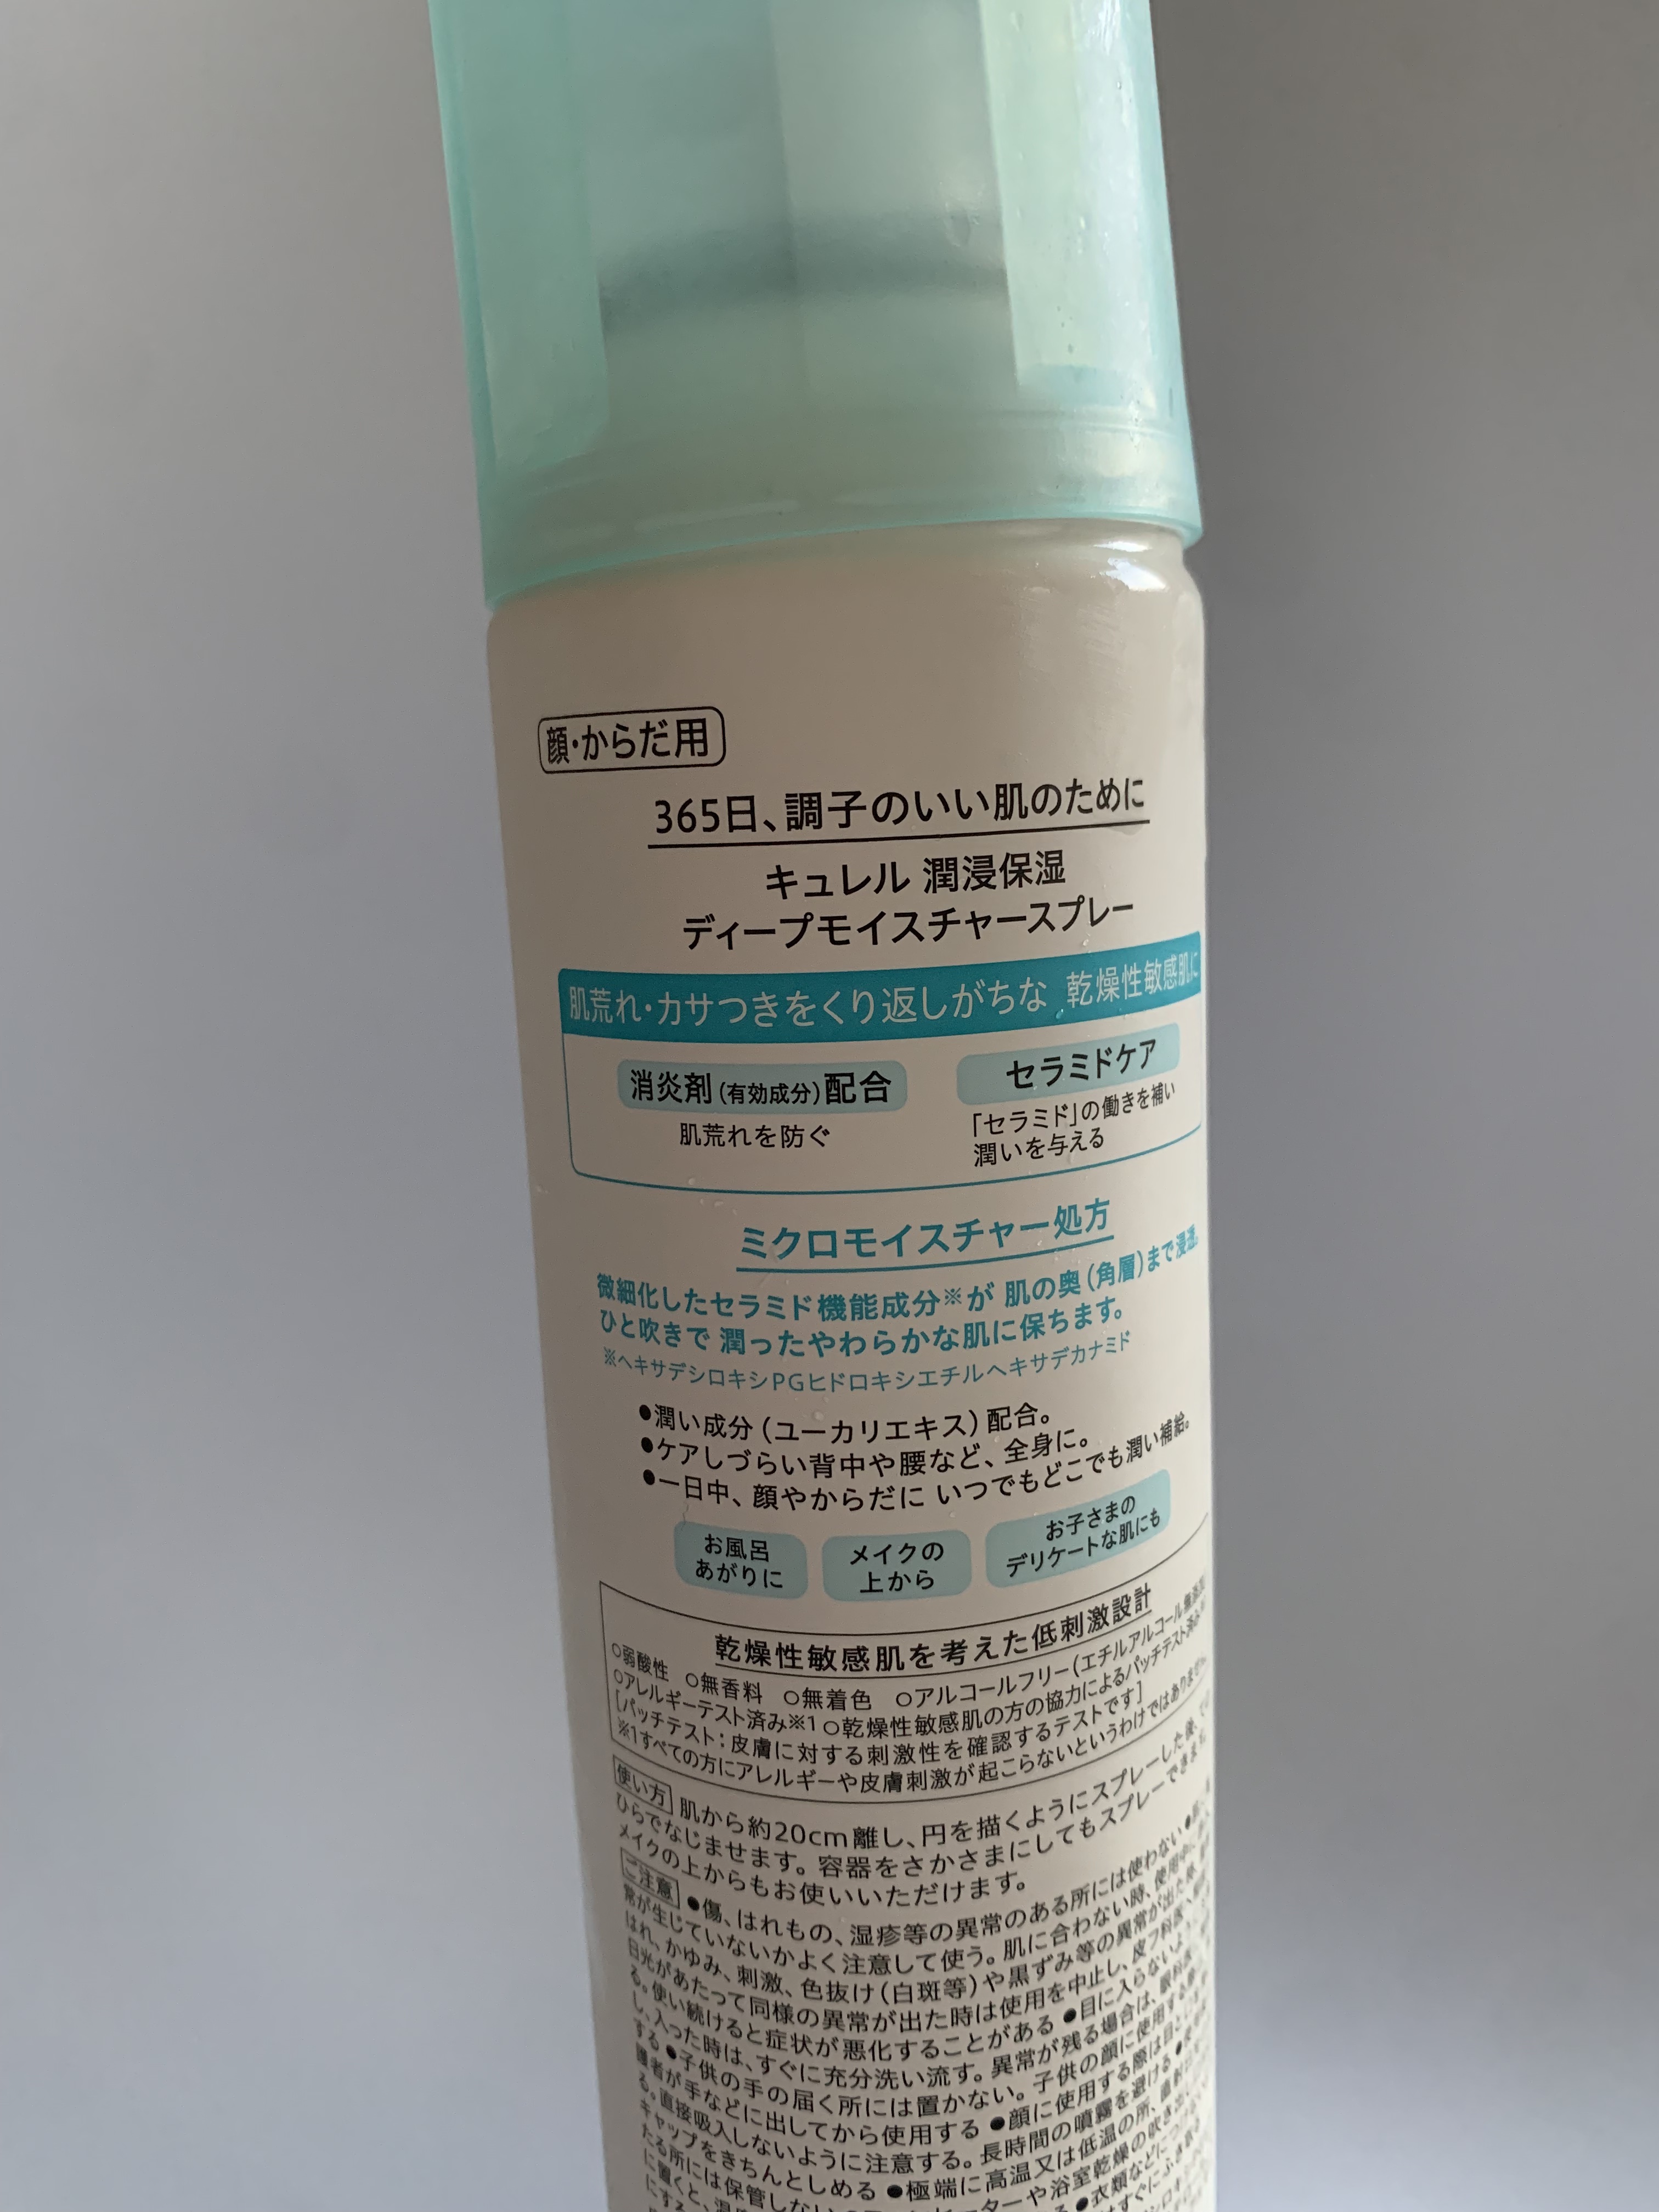 顔・からだ用
365日、調子のいい肌のために
キュレル 潤浸保湿
ディープモイスチャースプレー
肌荒れ・カサつきをくり返しがちな 乾燥性敏感肌に
消炎剤(有効成分)配合
肌荒れを防ぐ
セラミドケア
「セラミド」の働きを補い
潤いを与える
ミクロモイスチャー処方
微細化したセラミド機能成分※が 肌の奥(角層)まで浸透。
ひと吹きで 潤ったやわらかな肌に保ちます。
※ヘキサデシロキシPGヒドロキシエチルヘキサデカナミド
●潤い成分(ユーカリエキス)配合。
●ケアしづらい背中や腰など、全身に。
●一日中、顔やからだに いつでもどこでも潤い補給。
お風呂
あがりに
メイクの
上から
お子さまの
デリケートな肌にも
乾燥性敏感肌を考えた低刺激設計
○弱酸性 ○無香料 ○無着色 ○アルコールフリー(エチルアルコール無添加)
○アレルギーテスト済み※1 ○乾燥性敏感肌の方の協力によるパッチテスト済み
[パッチテスト:皮膚に対する刺激性を確認するテストです]
※1すべての方にアレルギーや皮膚刺激が起こらないというわけではありません
使い方 肌から約20cm離し、円を描くようにスプレーした後、
ひらでなじませます。容器をさかさまにしてもスプレーできます
メイクの上からもお使いいただけます。
ご注意 ●傷、はれもの、湿疹等の異常のある所には使わない
常が生じていないかよく注意して使う。肌に合わない時、使用中に
はれ、かゆみ、刺激、色抜け(白斑等)や黒ずみ等の異常が出た時、
日光があたって同様の異常が出た時は使用を中止し、皮フ科医へ
る。使い続けると症状が悪化することがある ●目に入らないよう
し、入った時は、すぐに充分洗い流す。異常が残る場合は、眼科医
する ●子供の手の届く所には置かない。子供の顔に使用する
護者が手などに出してから使用する ●顔に使用する際は目と
る。直接吸入しないように注意する。長時間の噴霧を避ける
キャップをきちんとしめる ●極端に高温又は低温の所、直射
たる所には保管しない
に置くと、